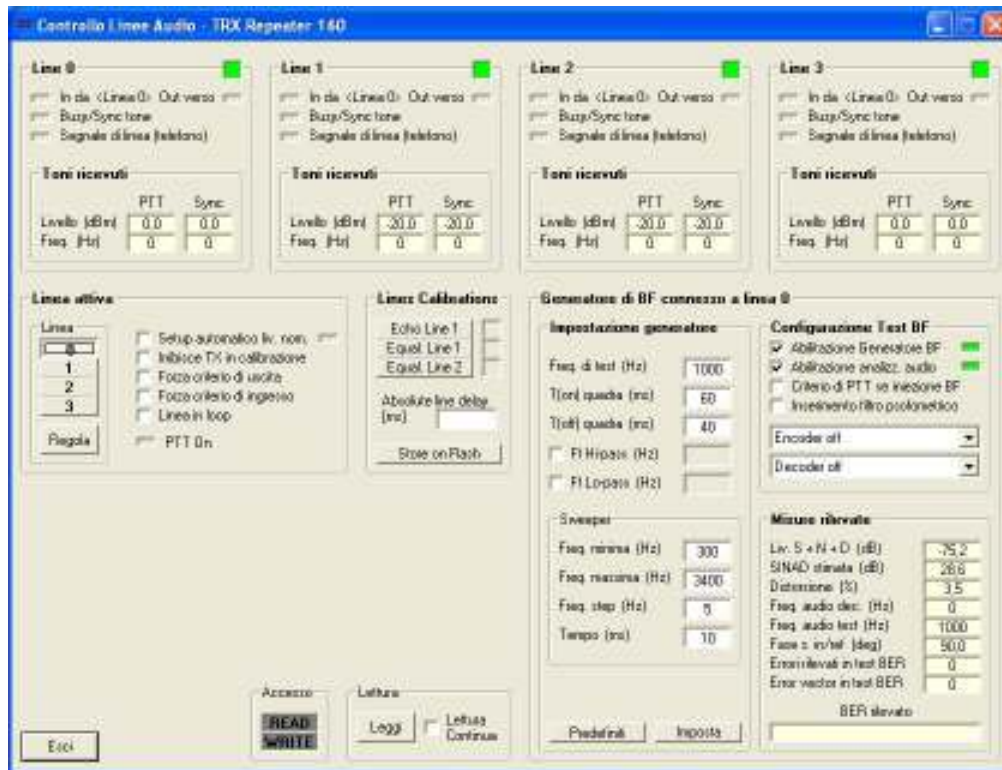 Controllo Linee Audio - TRX Repeater 160
Line 0
In da <Linea 0> Out verso
Busy/Sync tone
Segnale di linea (telefono)
Toni ricevuti
PTT Sync
Livello (dBm) 0,0 0,0
Freq. (Hz) 0 0
Line 1
In da <Linea 0> Out verso
Busy/Sync tone
Segnale di linea (telefono)
Toni ricevuti
PTT Sync
Livello (dBm) -20,0 -20,0
Freq. (Hz) 0 0
Line 2
In da <Linea 0> Out verso
Busy/Sync tone
Segnale di linea (telefono)
Toni ricevuti
PTT Sync
Livello (dBm) -20,0 -20,0
Freq. (Hz) 0 0
Line 3
In da <Linea 0> Out verso
Busy/Sync tone
Segnale di linea (telefono)
Toni ricevuti
PTT Sync
Livello (dBm) 0,0 0,0
Freq. (Hz) 0 0
Linea attiva
Linea
0
1
2
3
Regola
Setup automatico liv. nom.
Inibisce TX in calibrazione
Forza criterio di uscita
Forza criterio di ingresso
Linea in loop
PTT On
Lines Calibrations
Echo Line 1
Equal. Line 1
Equal. Line 2
Absolute line delay
(ms)
Store on Flash
Generatore di BF connesso a linea 0
Impostazione generatore
Freq. di test (Hz) 1000
T(on) quadra (ms) 60
T(off) quadra (ms) 40
Ft Hi-pass (Hz)
Ft Lo-pass (Hz)
Sweeper
Freq. minima (Hz) 300
Freq. massima (Hz) 3400
Freq. step (Hz) 5
Tempo (ms) 10
Predefiniti Imposta
Configurazione Test BF
Abilitazione Generatore BF
Abilitazione analizz. audio
Criterio di PTT se iniezione BF
Inserimento filtro psofometrico
Encoder off
Decoder off
Misure rilevate
Liv. S + N + D (dB) -75,2
SINAD stimata (dB) 28,6
Distorsione (%) 3,5
Freq. audio dec. (Hz) 0
Freq. audio test (Hz) 1000
Fase s. in/ref. (deg) 90,0
Errori rilevati in test BER 0
Error vector in test BER 0
BER rilevato
Accesso
READ
WRITE
Lettura
Leggi
Lettura
Continua
Esci